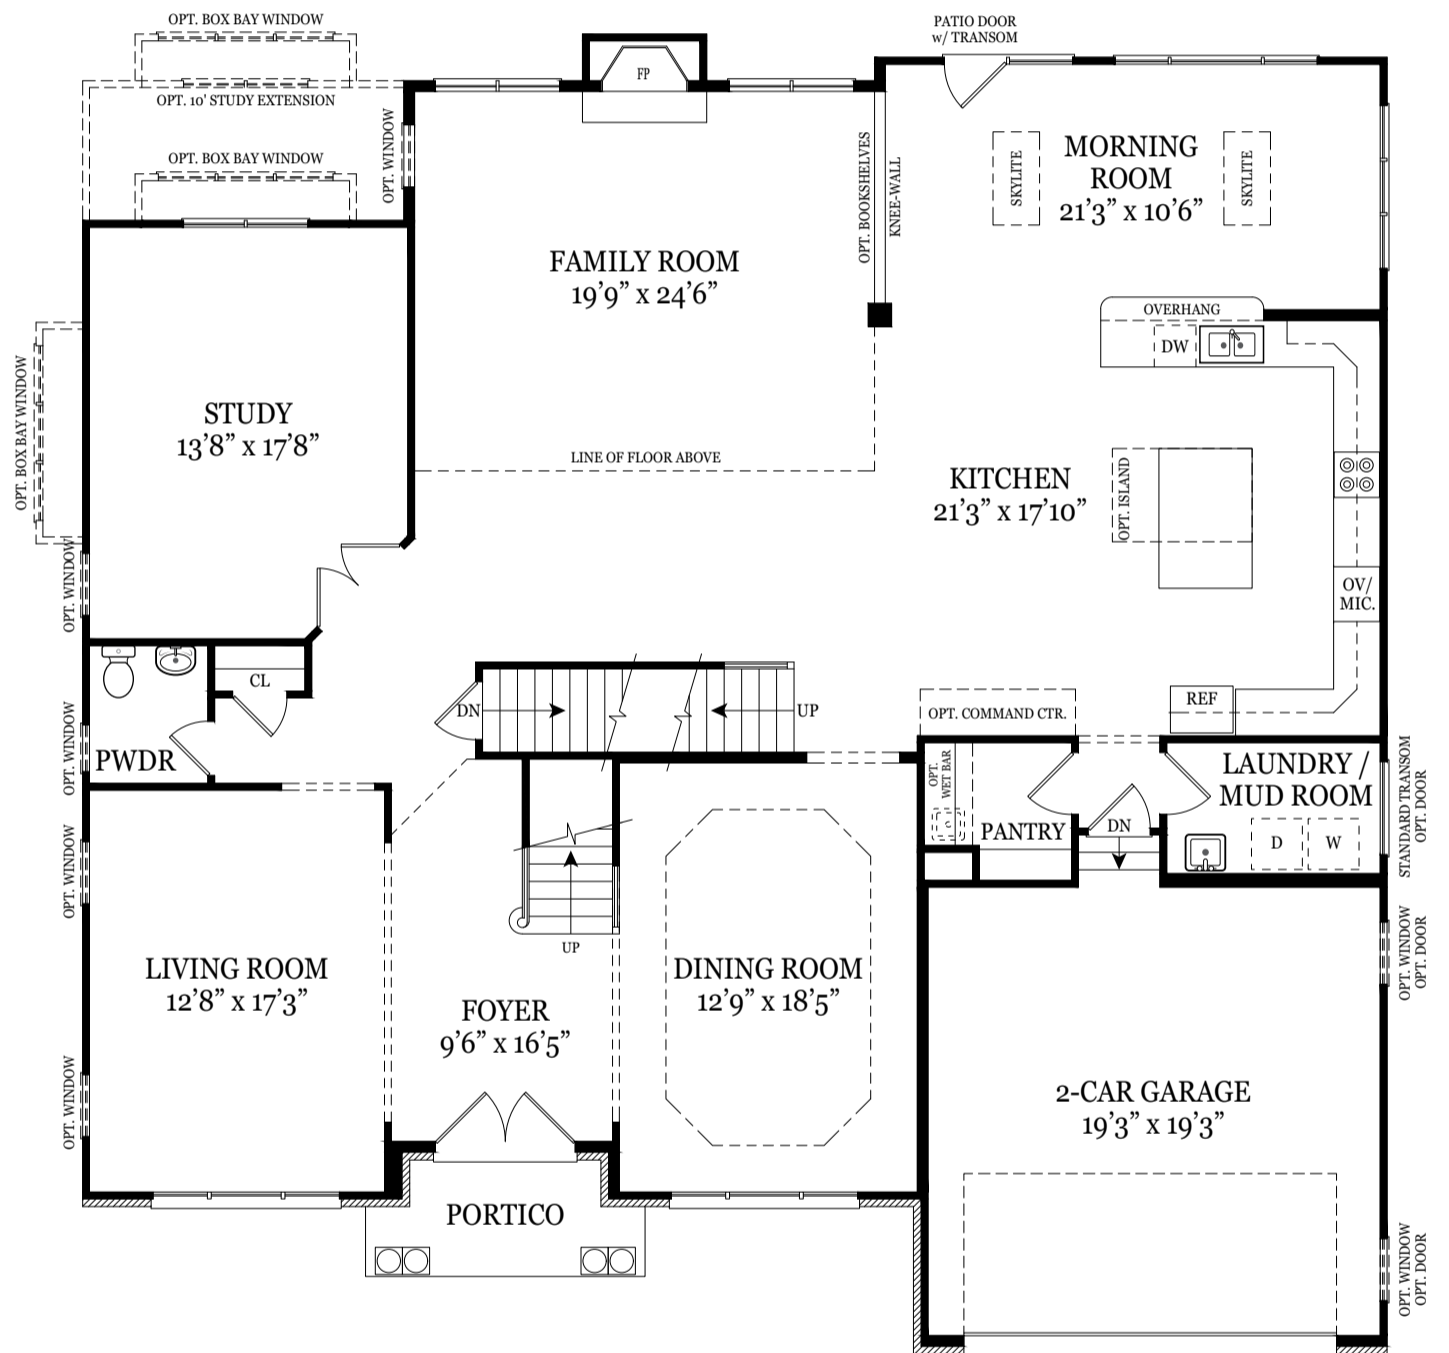 OPT. BOX BAY WINDOW
OPT. 10' STUDY EXTENSION
OPT. BOX BAY WINDOW
OPT. WINDOW
FP
PATIO DOOR
w/ TRANSOM
OPT. BOOKSHELVES
KNEE-WALL
SKYLITE
MORNING
ROOM
21’3” x 10’6”
SKYLITE
FAMILY ROOM
19’9” x 24’6”
OVERHANG
DW
OPT. BOX BAY WINDOW
STUDY
13’8” x 17’8”
LINE OF FLOOR ABOVE
KITCHEN
21’3” x 17’10”
OPT. ISLAND
OV/
MIC.
OPT. WINDOW
CL
DN
UP
OPT. COMMAND CTR.
REF
OPT. WINDOW
PWDR
OPT.
WET BAR
PANTRY
DN
LAUNDRY /
MUD ROOM
D
W
STANDARD TRANSOM
OPT. DOOR
OPT. WINDOW
UP
LIVING ROOM
12’8” x 17’3”
FOYER
9’6” x 16’5”
DINING ROOM
12’9” x 18’5”
OPT. WINDOW
OPT. DOOR
OPT. WINDOW
2-CAR GARAGE
19’3” x 19’3”
PORTICO
OPT. WINDOW
OPT. DOOR